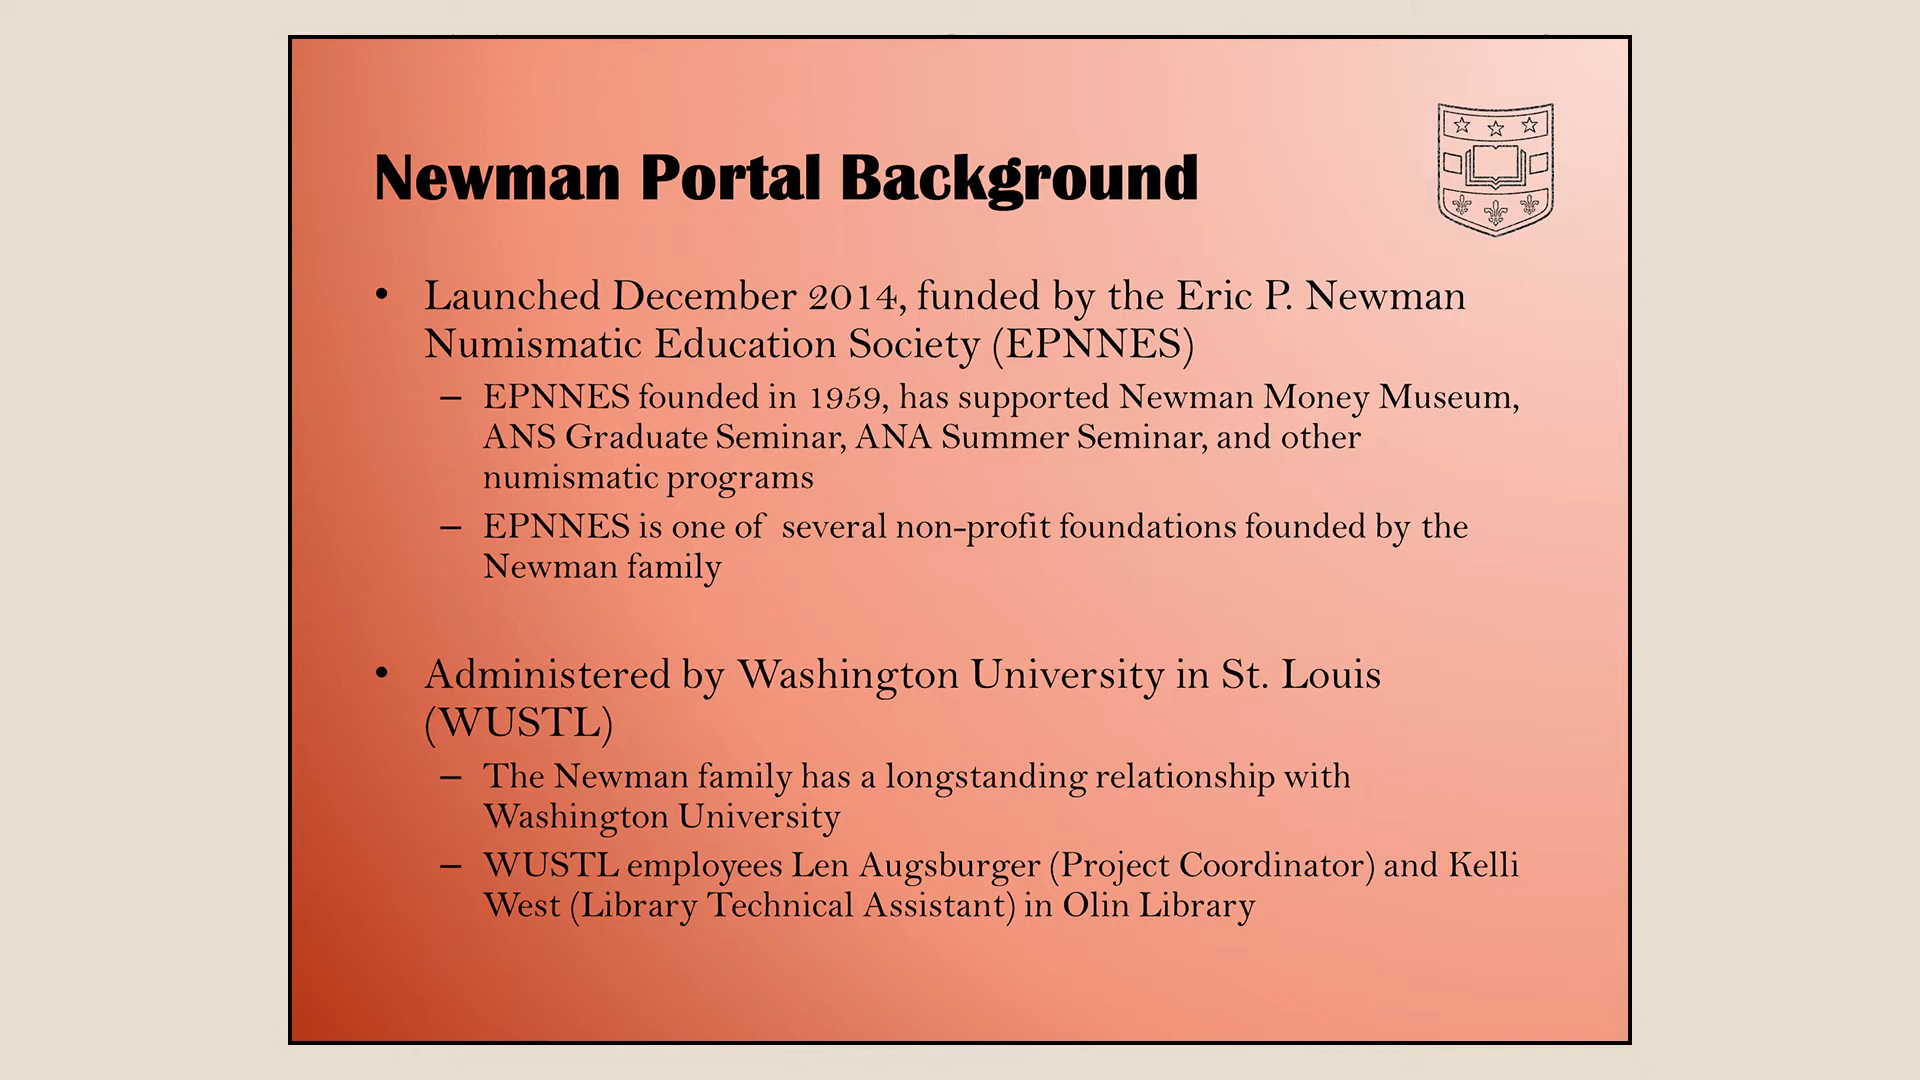 Newman Portal Background
• Launched December 2014, funded by the Eric P. Newman
Numismatic Education Society (EPNNES)
– EPNNES founded in 1959, has supported Newman Money Museum,
ANS Graduate Seminar, ANA Summer Seminar, and other
numismatic programs
– EPNNES is one of several non-profit foundations founded by the
Newman family
• Administered by Washington University in St. Louis
(WUSTL)
– The Newman family has a longstanding relationship with
Washington University
– WUSTL employees Len Augsburger (Project Coordinator) and Kelli
West (Library Technical Assistant) in Olin Library